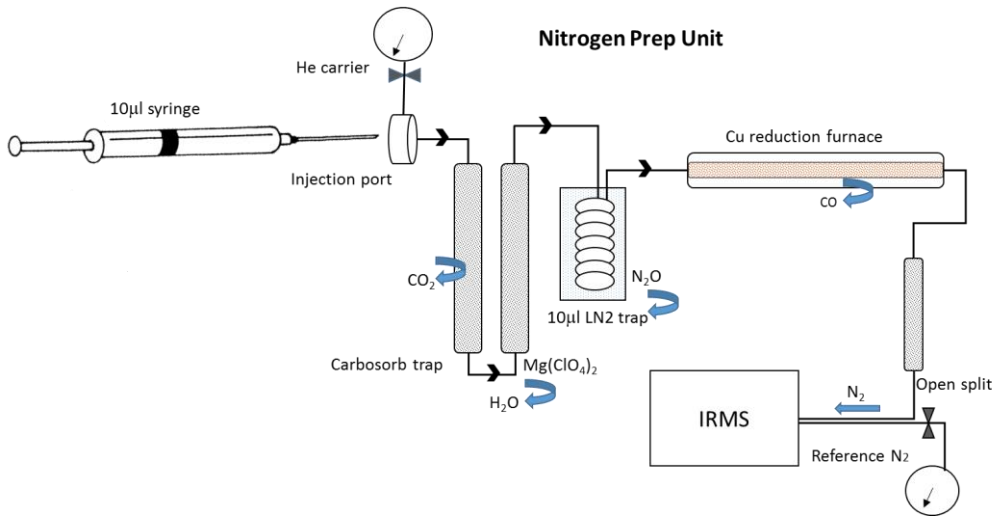 Nitrogen Prep Unit
He carrier
10µl syringe
Injection port
Cu reduction furnace
CO
CO₂
N₂O
10µl LN2 trap
Carbosorb trap
Mg(ClO₄)₂
H₂O
Open split
N₂
IRMS
Reference N₂